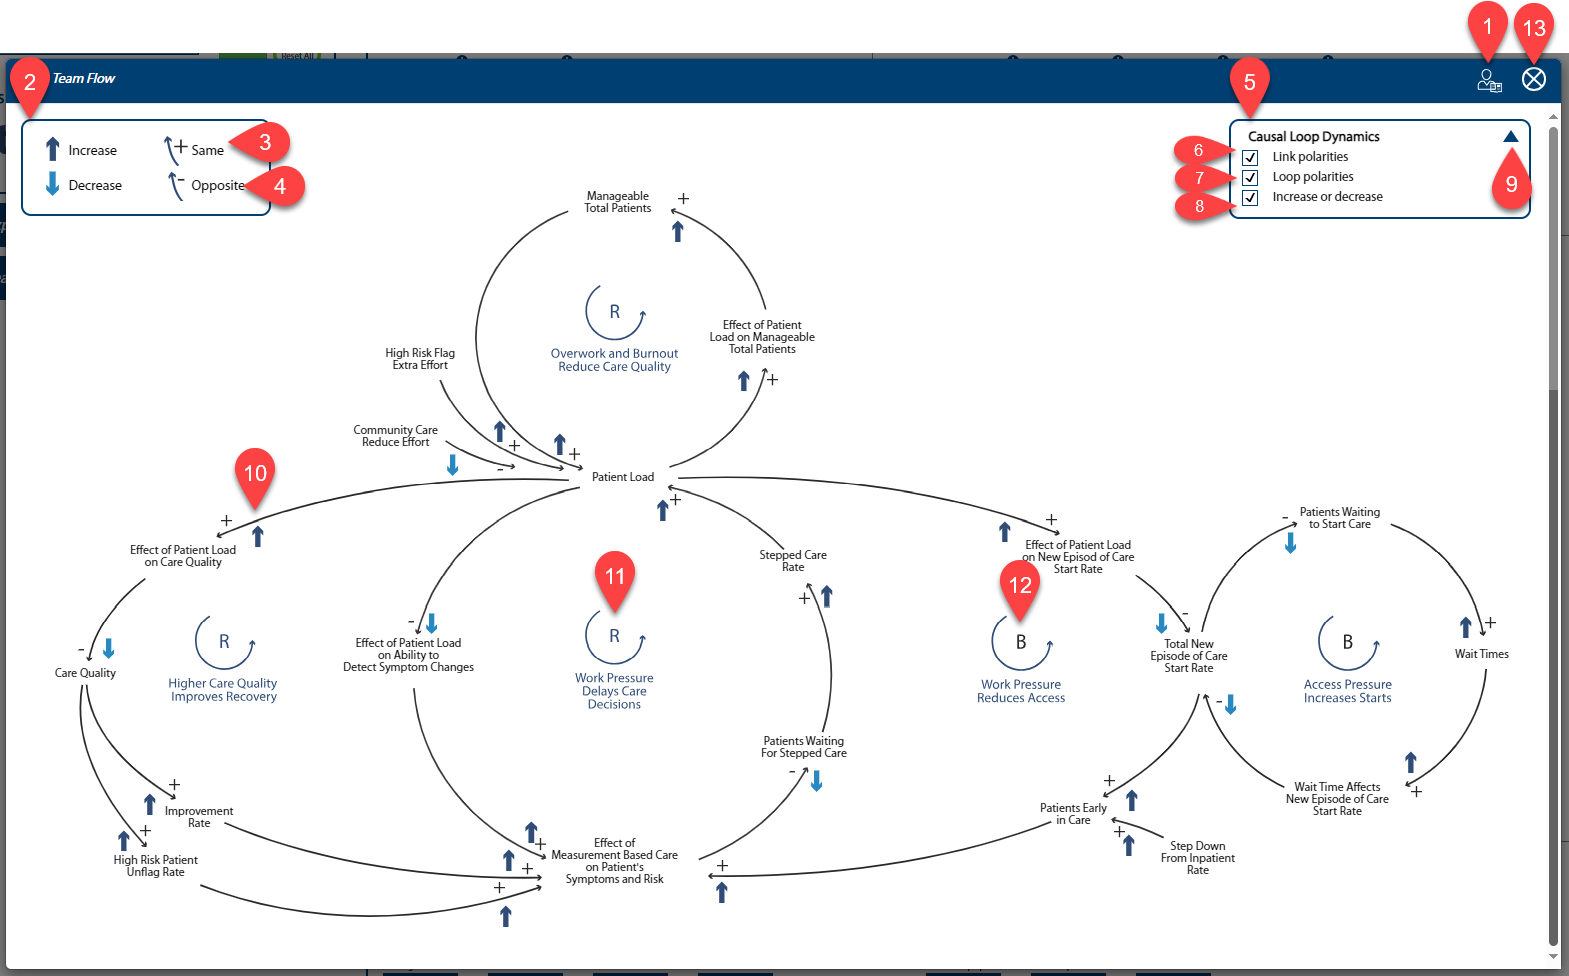 Reset All
1
13
2
Team Flow
5
Increase
+
Same
3
Decrease
-
Opposite
4
Causal Loop Dynamics
6
Link polarities
7
Loop polarities
8
Increase or decrease
9
Manageable
Total Patients
+
R
Overwork and Burnout
Reduce Care Quality
Effect of Patient
Load on Manageable
Total Patients
+
High Risk Flag
Extra Effort
Community Care
Reduce Effort
+
+
-
Patient Load
10
+
Effect of Patient Load
on Care Quality
+
Stepped Care
Rate
+
11
R
Work Pressure
Delays Care
Decisions
+
Effect of Patient Load
on New Episod of Care
Start Rate
12
B
Work Pressure
Reduces Access
-
Patients Waiting
to Start Care
-
Effect of Patient Load
on Ability to
Detect Symptom Changes
-
Care Quality
R
Higher Care Quality
Improves Recovery
-
Total New
Episode of Care
Start Rate
-
B
Access Pressure
Increases Starts
+
Wait Times
+
Wait Time Affects
New Episode of Care
Start Rate
Patients Waiting
For Stepped Care
-
+
Improvement
Rate
+
High Risk Patient
Unflag Rate
+
+
+
Effect of
Measurement Based Care
on Patient's
Symptoms and Risk
+
+
Patients Early
in Care
+
Step Down
From Inpatient
Rate